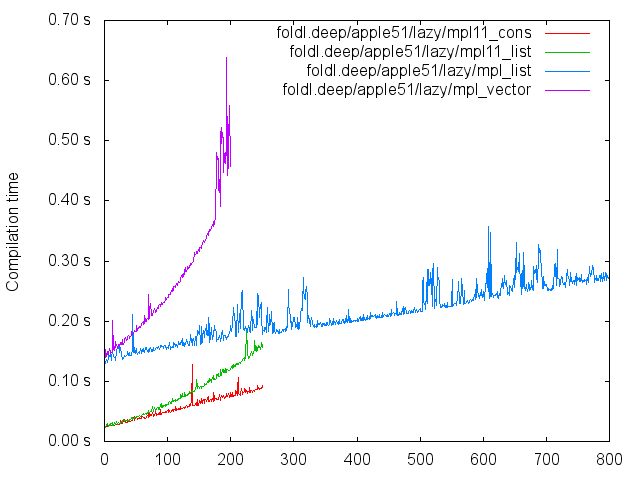 0.70 s
0.60 s
0.50 s
0.40 s
0.30 s
0.20 s
0.10 s
0.00 s
Compilation time
foldl.deep/apple51/lazy/mpl11_cons
foldl.deep/apple51/lazy/mpl11_list
foldl.deep/apple51/lazy/mpl_list
foldl.deep/apple51/lazy/mpl_vector
0 100 200 300 400 500 600 700 800